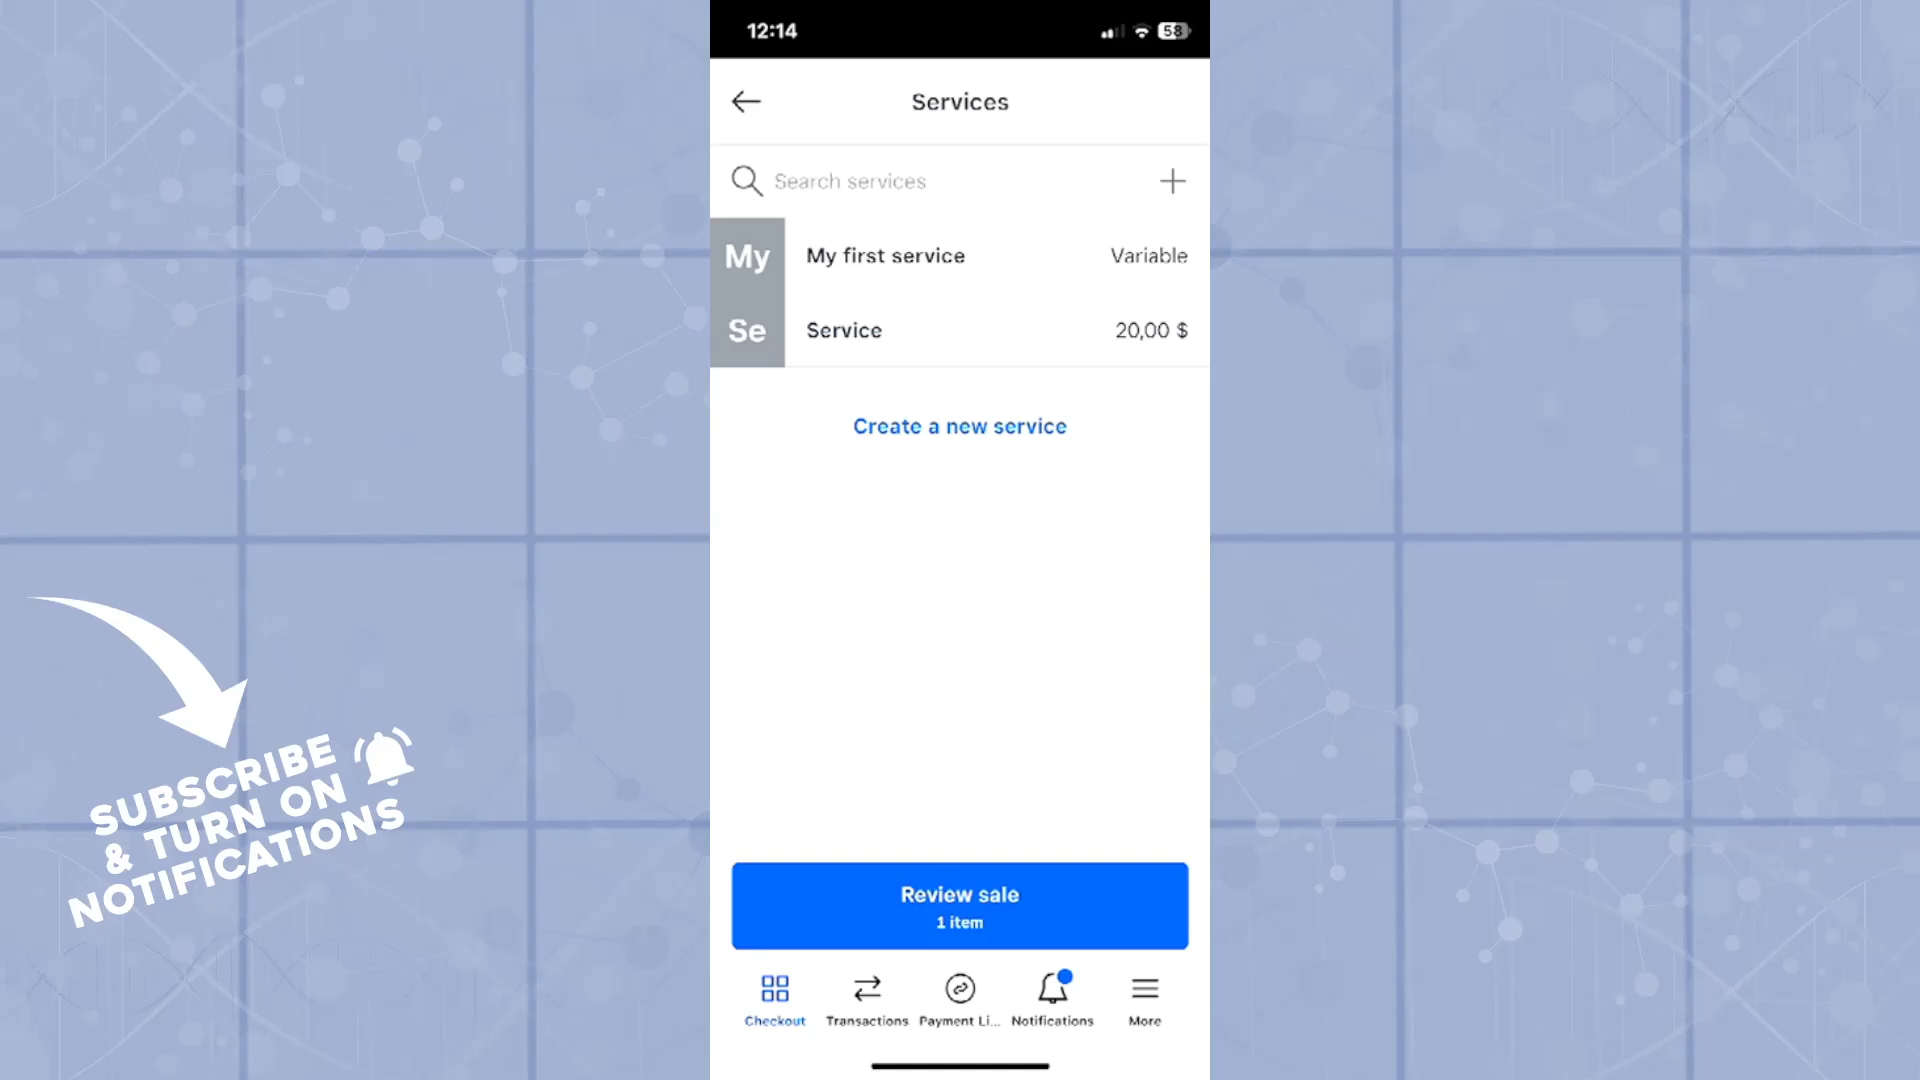 12:14
58
Services
Search services
My
My first service
Variable
Se
Service
20,00 $
Create a new service
SUBSCRIBE
& TURN ON
NOTIFICATIONS
Review sale
1 item
Checkout
Transactions
Payment Li...
Notifications
More